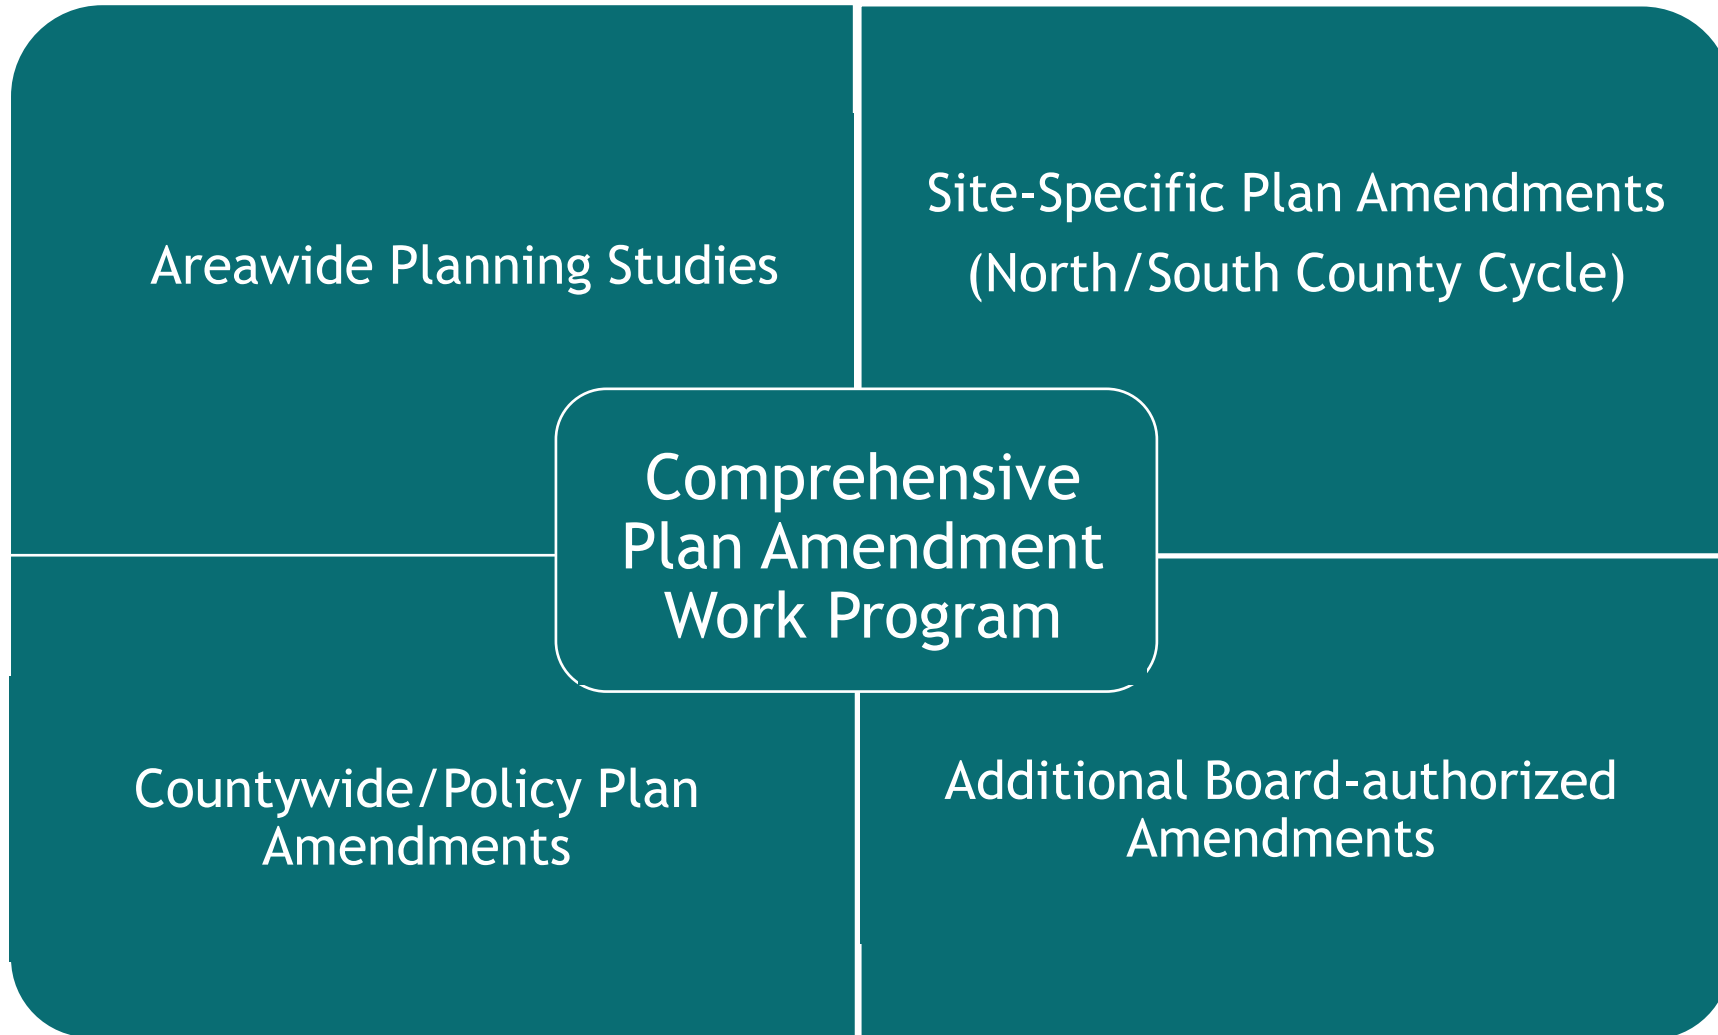 Areawide Planning Studies
Site-Specific Plan Amendments
(North/South County Cycle)
Comprehensive
Plan Amendment
Work Program
Countywide/Policy Plan
Amendments
Additional Board-authorized
Amendments